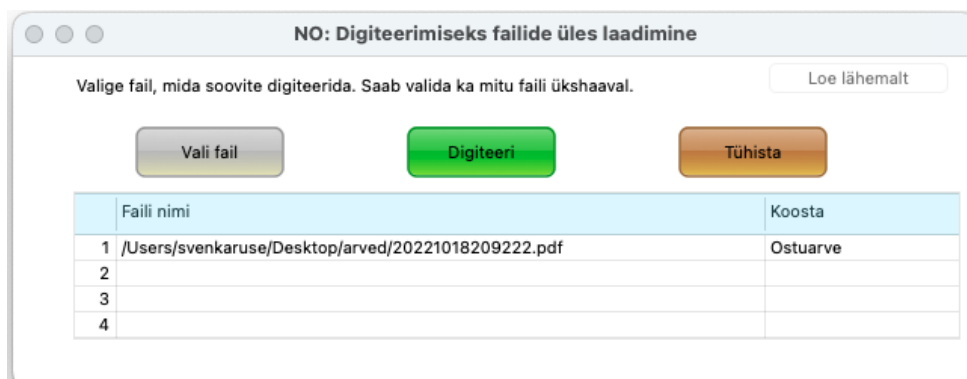 NO: Digiteerimiseks failide üles laadimine
Loe lähemalt
Valige fail, mida soovite digiteerida. Saab valida ka mitu faili ükshaaval.
Vali fail Digiteeri Tühista
Faili nimi Koosta
1 /Users/svenkaruse/Desktop/arved/20221018209222.pdf Ostuarve
2
3
4